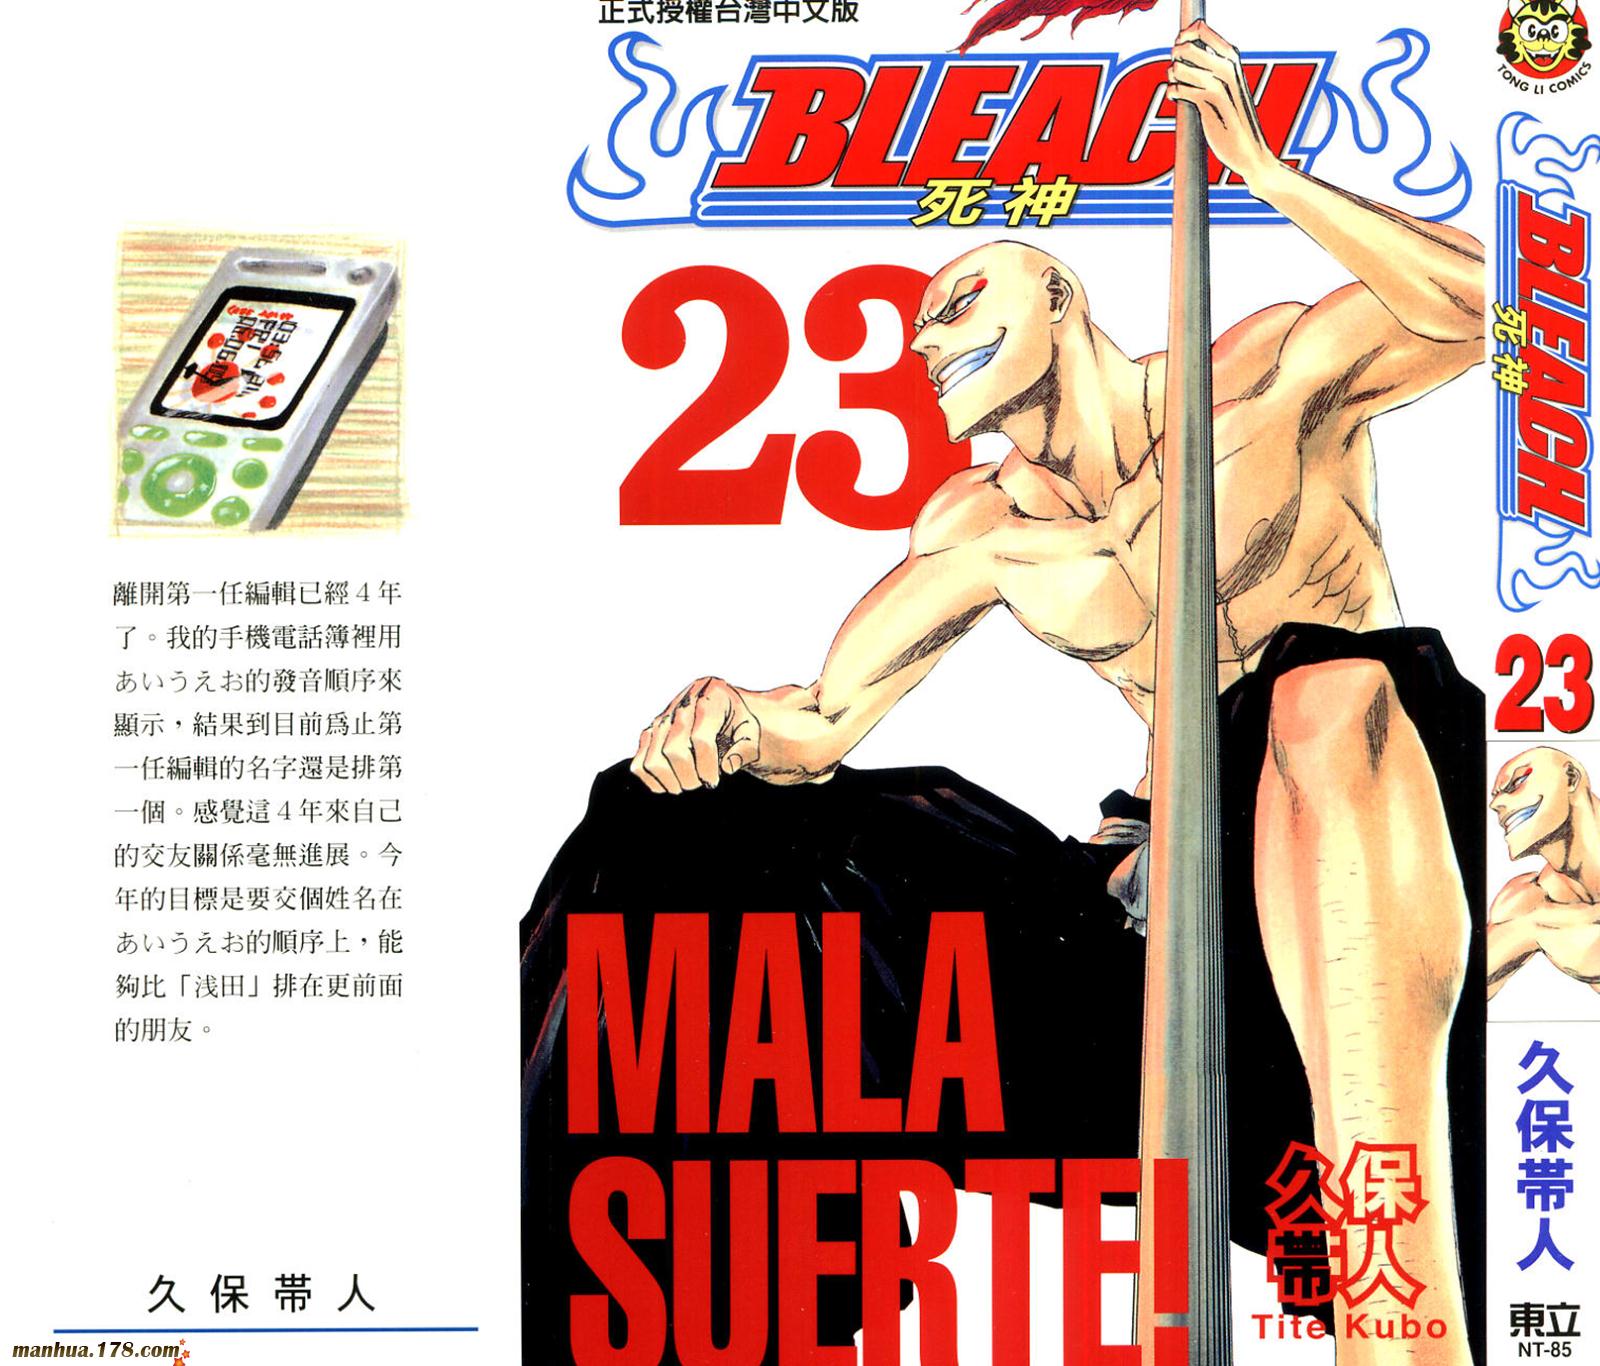 離開第一任編輯已經4年
了。我的手機電話簿裡用
あいうえお的發音順序來
顯示，結果到目前爲止第
一任編輯的名字還是排第
一個。感覺這4年來自己
的交友關係毫無進展。今
年的目標是要交個姓名在
あいうえお的順序上，能
夠比「浅田」排在更前面
的朋友。
久保帯人
manhua.178.com
正式授權台灣中文版
BLEACH
死神
23
MALA
SUERTE!
久保
帯人
Tite Kubo
TONG LI COMICS
BLEACH
死神
23
久保帯人
東立
NT-85